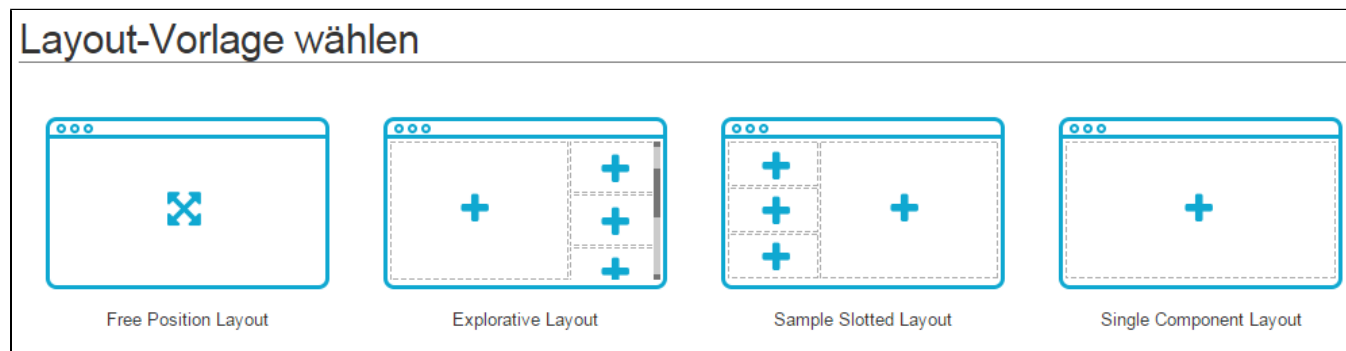 Layout-Vorlage wählen
Free Position Layout
Explorative Layout
Sample Slotted Layout
Single Component Layout